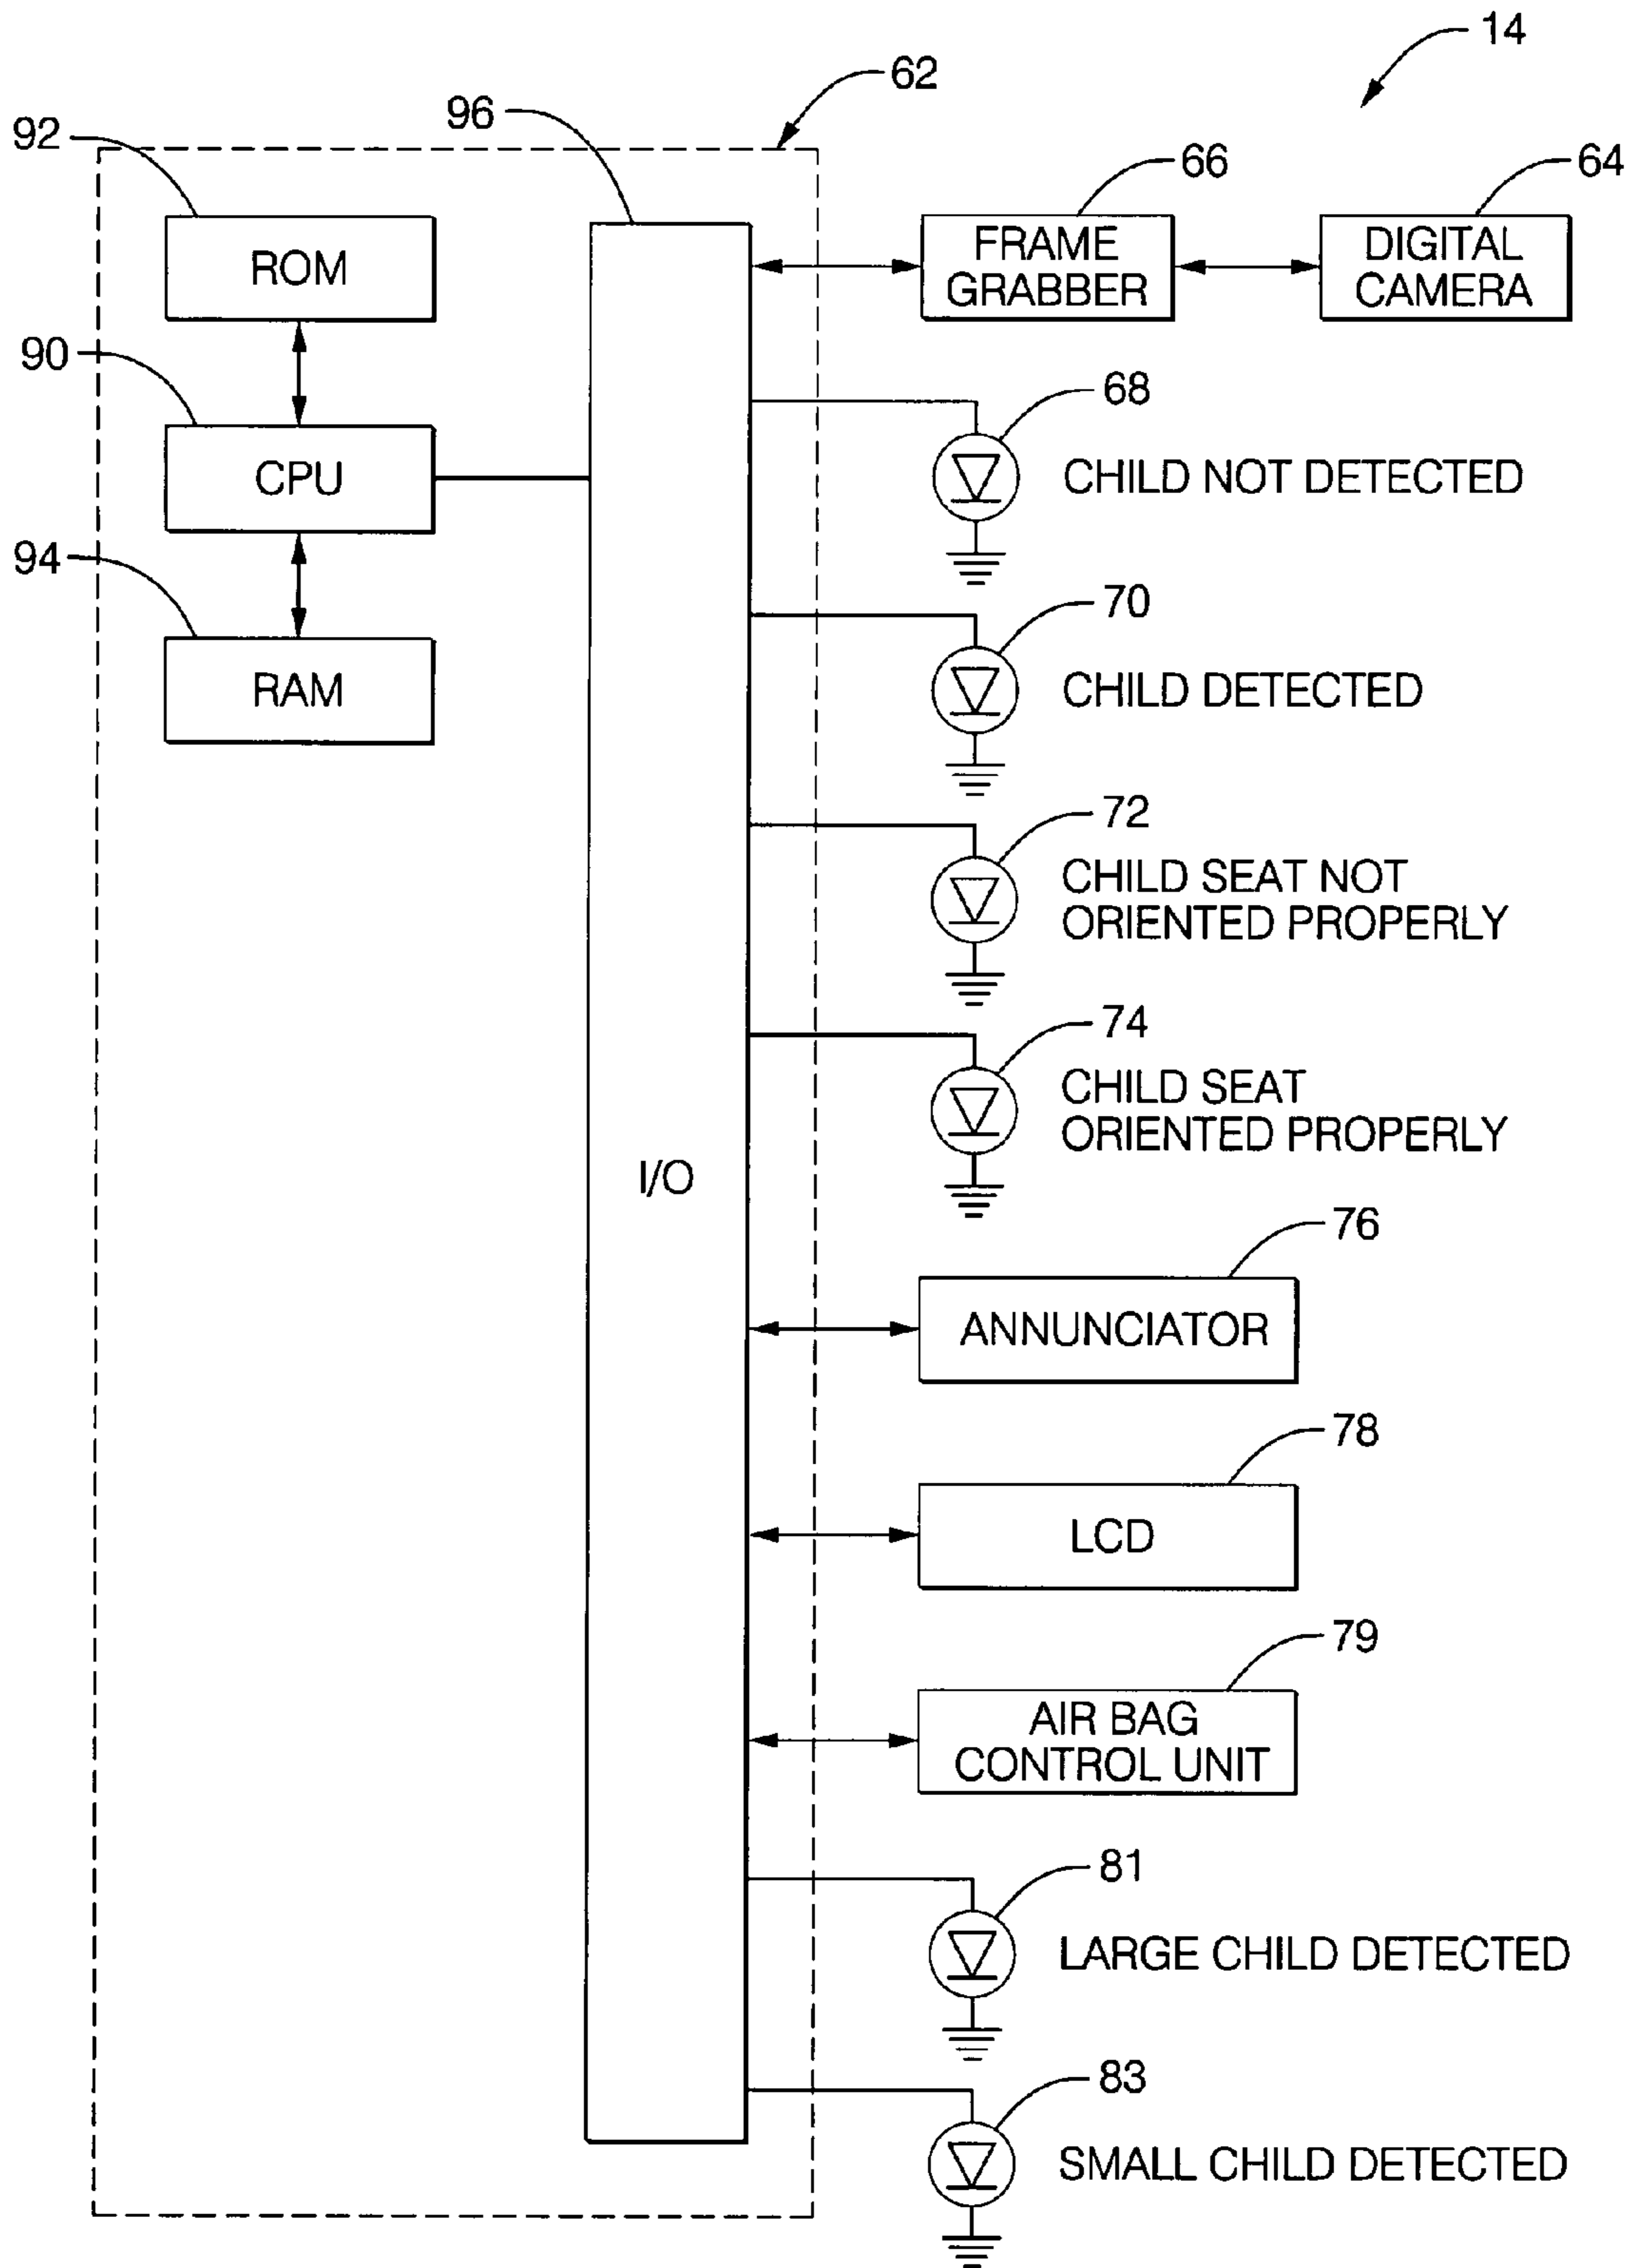 14
62
96
92
66
64
ROM
FRAME
GRABBER
DIGITAL
CAMERA
90
68
CPU
CHILD NOT DETECTED
94
70
RAM
CHILD DETECTED
72
CHILD SEAT NOT
ORIENTED PROPERLY
74
CHILD SEAT
ORIENTED PROPERLY
I/O
76
ANNUNCIATOR
78
LCD
79
AIR BAG
CONTROL UNIT
81
LARGE CHILD DETECTED
83
SMALL CHILD DETECTED